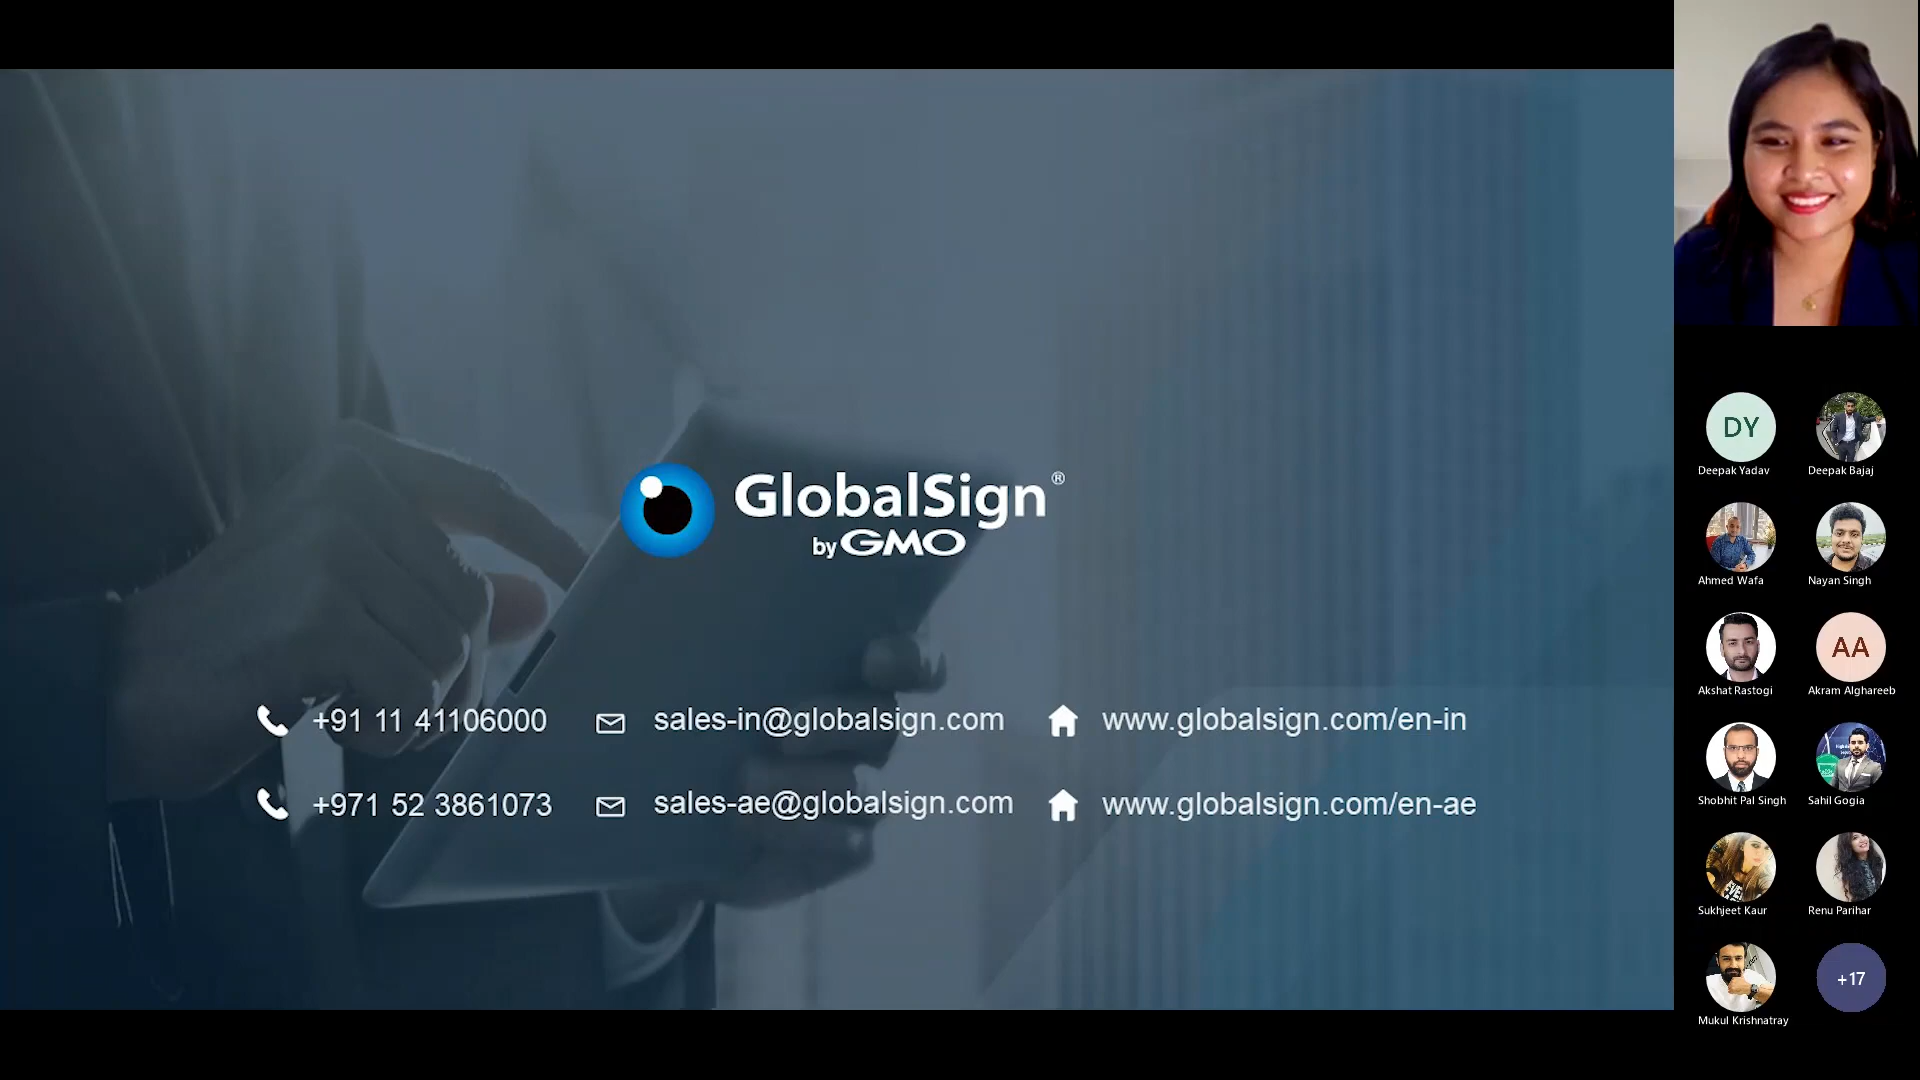 GlobalSign®
by GMO
+91 11 41106000 sales-in@globalsign.com www.globalsign.com/en-in
+971 52 3861073 sales-ae@globalsign.com www.globalsign.com/en-ae
DY
Deepak Yadav Deepak Bajaj
Ahmed Wafa Nayan Singh
AA
Akshat Rastogi Akram Alghareeb
Shobhit Pal Singh Sahil Gogia
Sukhjeet Kaur Renu Parihar
+17
Mukul Krishnatray